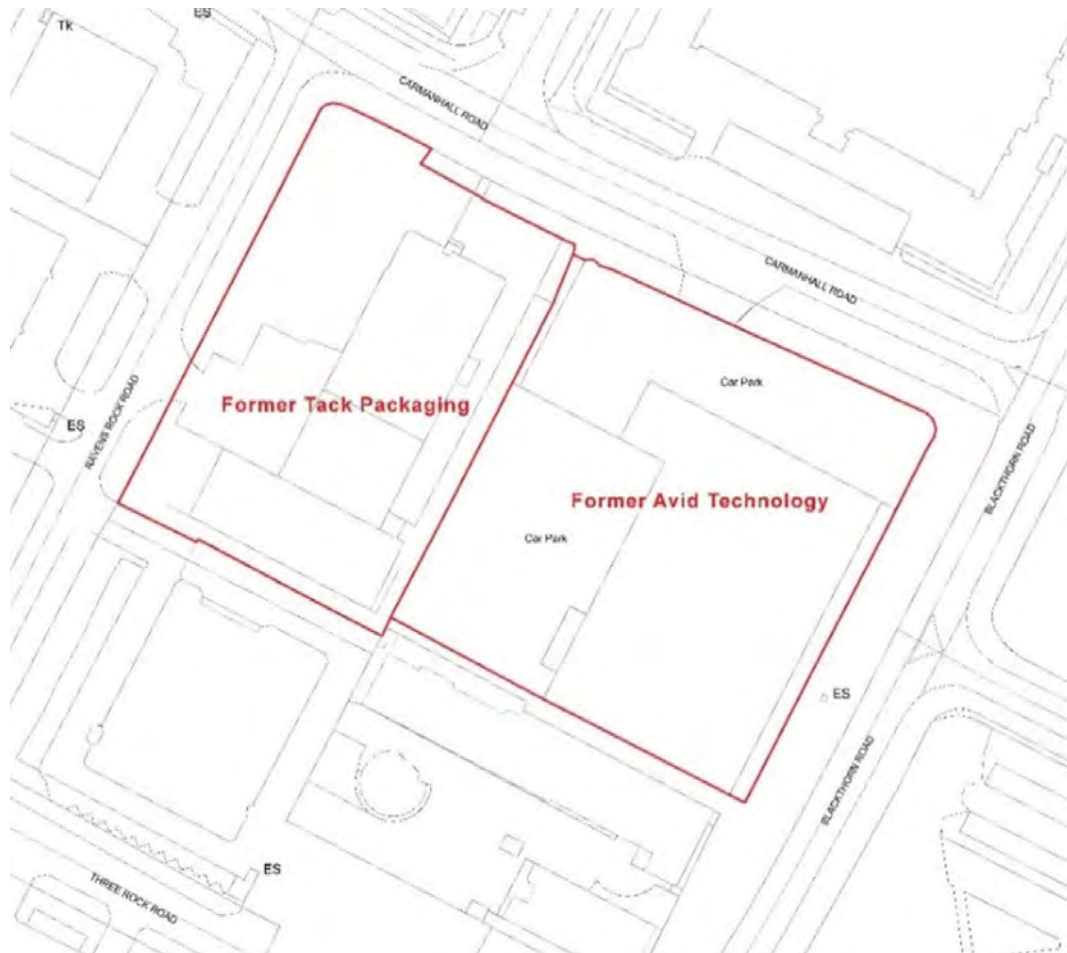 ES
Tk
CARMANHALL ROAD
CARMANHALL ROAD
Car Park
RAVENS ROCK ROAD
Former Tack Packaging
ES
BLACKTHORN ROAD
Former Avid Technology
Car Park
ES
BLACKTHORN ROAD
ES
THREE ROCK ROAD